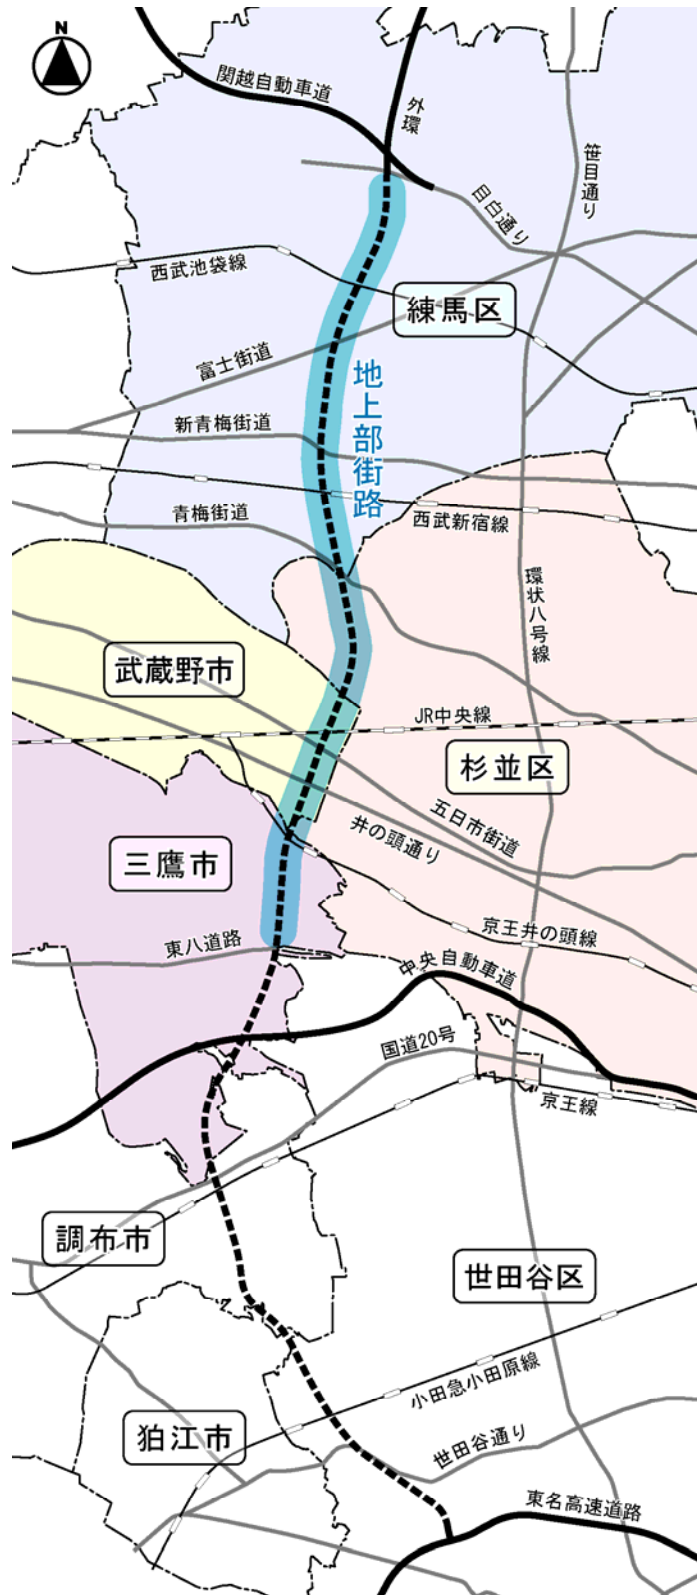 N
関越自動車道
外環
笹目通り
目白通り
西武池袋線
練馬区
富士街道
地上部街路
新青梅街道
青梅街道
西武新宿線
環状八号線
武蔵野市
JR中央線
杉並区
五日市街道
井の頭通り
三鷹市
京王井の頭線
東八道路
中央自動車道
国道20号
京王線
調布市
世田谷区
小田急小田原線
狛江市
世田谷通り
東名高速道路